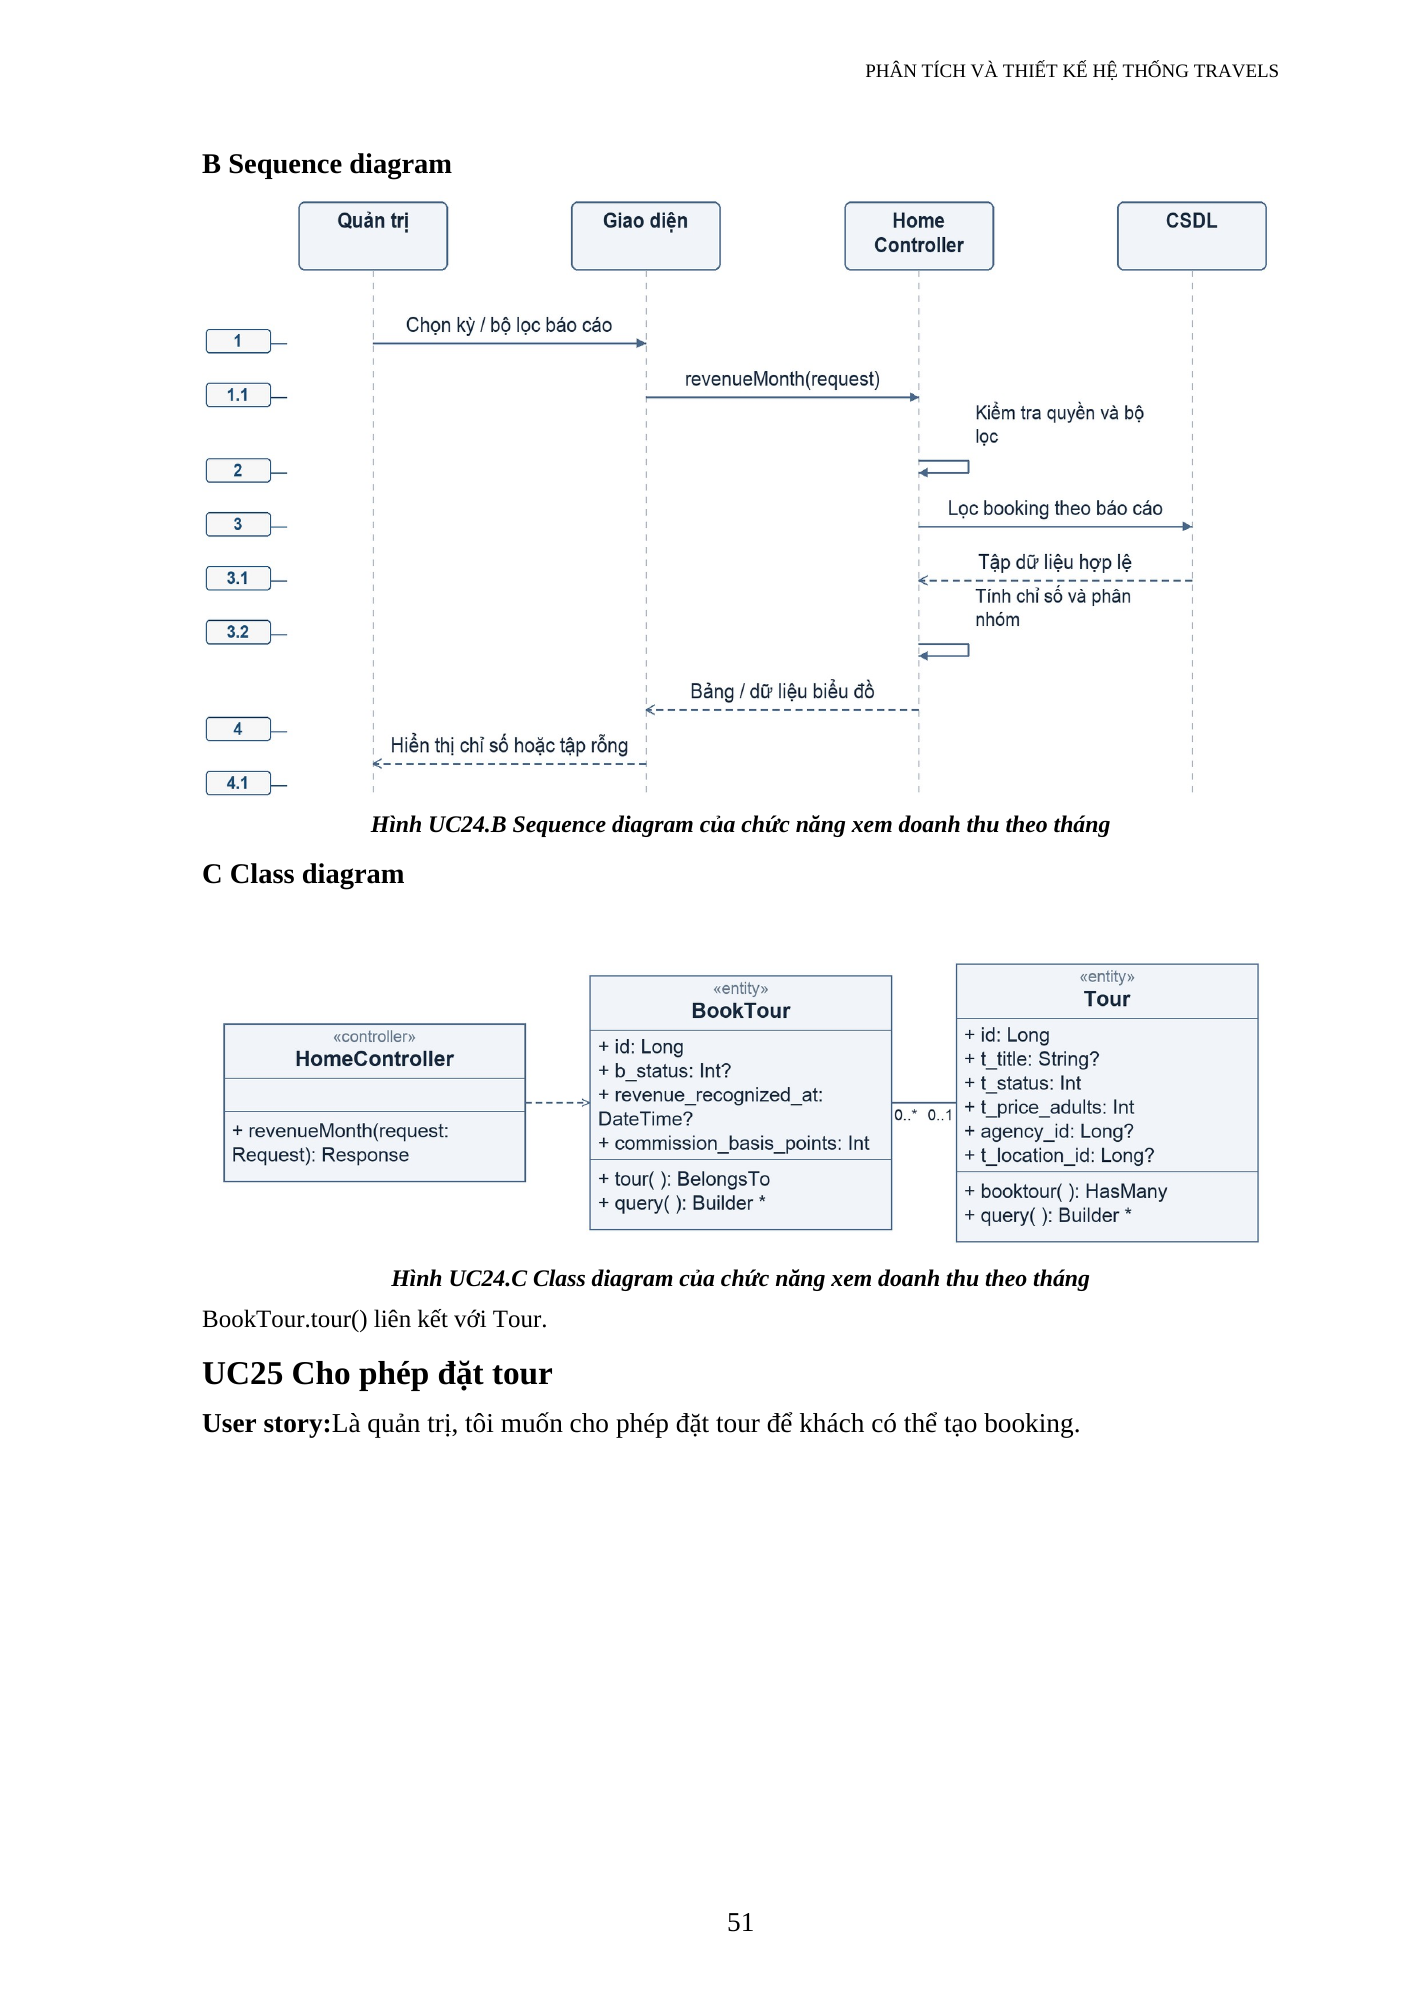 PHÂN TÍCH VÀ THIẾT KẾ HỆ THỐNG TRAVELS
B Sequence diagram
Quản trị
Giao diện
Home
Controller
CSDL
Chọn kỳ / bộ lọc báo cáo
1
revenueMonth(request)
1.1
Kiểm tra quyền và bộ
lọc
2
Lọc booking theo báo cáo
3
Tập dữ liệu hợp lệ
3.1
Tính chỉ số và phân
nhóm
3.2
Bảng / dữ liệu biểu đồ
4
Hiển thị chỉ số hoặc tập rỗng
4.1
Hình UC24.B Sequence diagram của chức năng xem doanh thu theo tháng
C Class diagram
«controller»
HomeController
+ revenueMonth(request:
Request): Response
«entity»
BookTour
+ id: Long
+ b_status: Int?
+ revenue_recognized_at:
DateTime?
+ commission_basis_points: Int
+ tour( ): BelongsTo
+ query( ): Builder *
0..* 0..1
«entity»
Tour
+ id: Long
+ t_title: String?
+ t_status: Int
+ t_price_adults: Int
+ agency_id: Long?
+ t_location_id: Long?
+ booktour( ): HasMany
+ query( ): Builder *
Hình UC24.C Class diagram của chức năng xem doanh thu theo tháng
BookTour.tour() liên kết với Tour.
UC25 Cho phép đặt tour
User story:Là quản trị, tôi muốn cho phép đặt tour để khách có thể tạo booking.
51